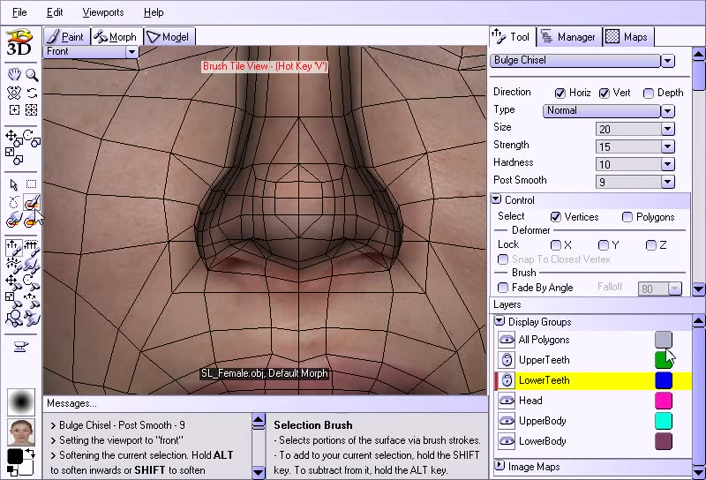 File Edit Viewports Help
3D
Paint Morph Model
Tool Manager Maps
Front
Brush Tile View - (Hot Key 'V')
Bulge Chisel
Direction Horiz Vert Depth
Type Normal
Size 20
Strength 15
Hardness 10
Post Smooth 9
Control
Select Vertices Polygons
Deformer
Lock X Y Z
Snap To Closest Vertex
Brush
Fade By Angle Falloff 80
Layers
Display Groups
All Polygons
UpperTeeth
LowerTeeth
Head
UpperBody
LowerBody
Image Maps
SL_Female.obj, Default Morph
Messages...
> Bulge Chisel - Post Smooth - 9
> Setting the viewport to "front"
> Softening the current selection. Hold ALT
to soften inwards or SHIFT to soften
Selection Brush
- Selects portions of the surface via brush strokes.
- To add to your current selection, hold the SHIFT
key. To subtract from it, hold the ALT key.